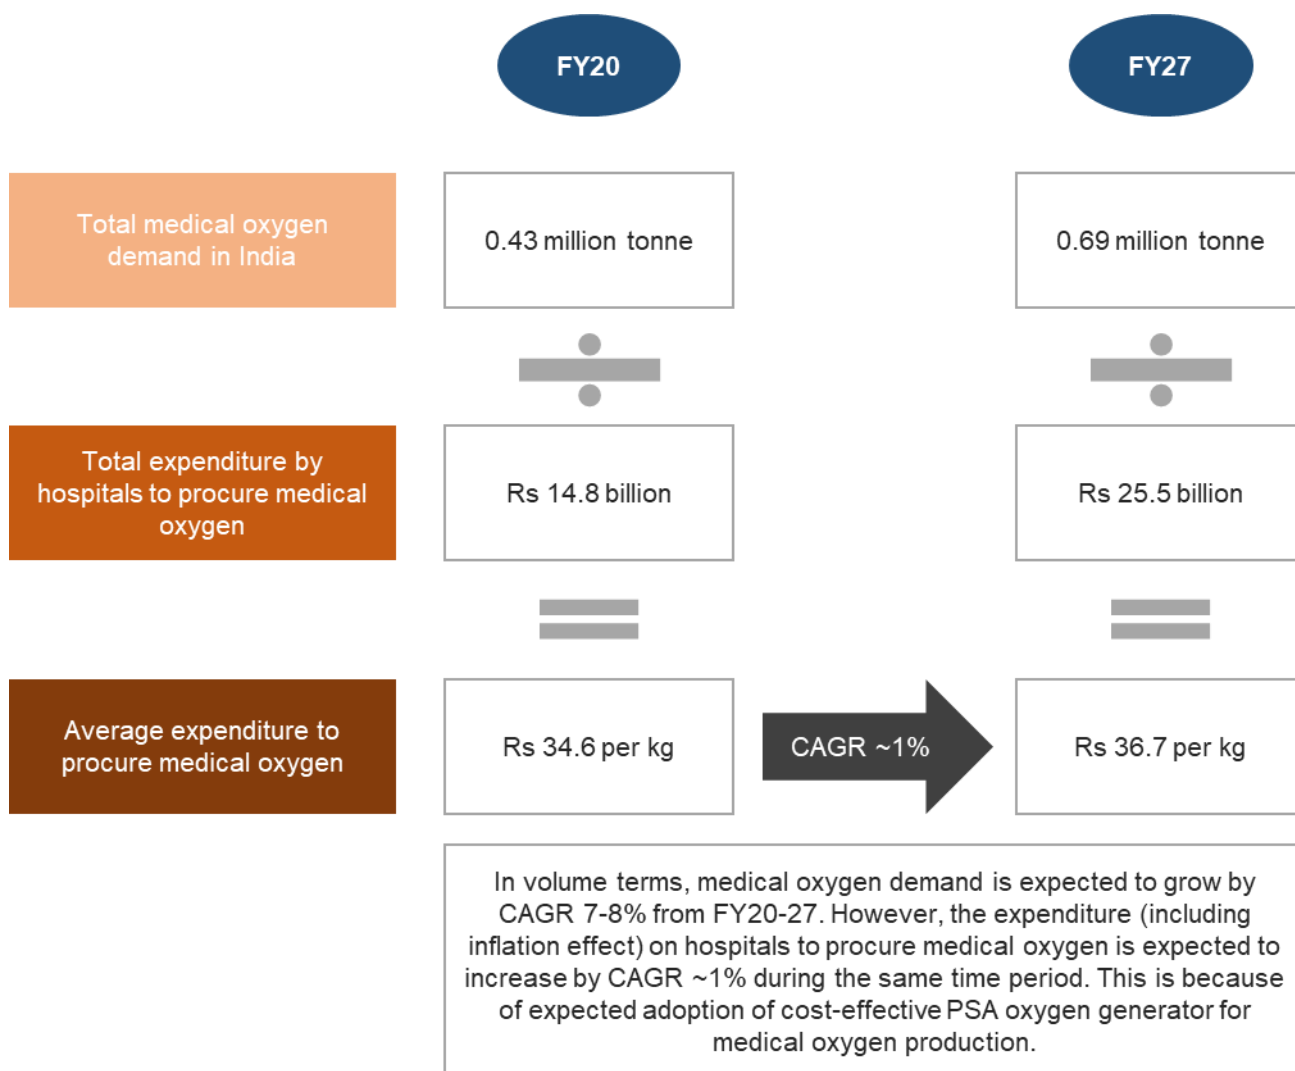 FY20
FY27
Total medical oxygen
demand in India
0.43 million tonne
0.69 million tonne
Total expenditure by
hospitals to procure medical
oxygen
Rs 14.8 billion
Rs 25.5 billion
Average expenditure to
procure medical oxygen
Rs 34.6 per kg
CAGR ~1%
Rs 36.7 per kg
In volume terms, medical oxygen demand is expected to grow by
CAGR 7-8% from FY20-27. However, the expenditure (including
inflation effect) on hospitals to procure medical oxygen is expected to
increase by CAGR ~1% during the same time period. This is because
of expected adoption of cost-effective PSA oxygen generator for
medical oxygen production.